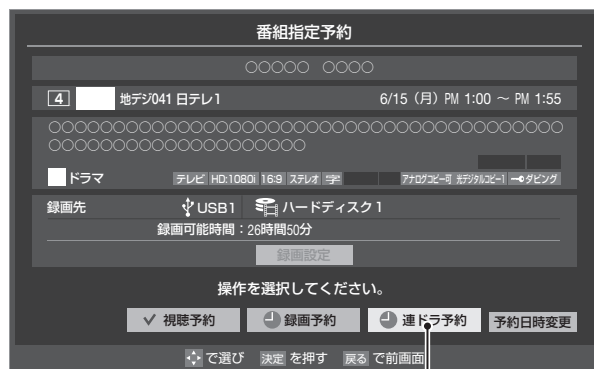 番組指定予約
○○○○○ ○○○○
4 地デジ041 日テレ1 6/15（月）PM 1:00 ～ PM 1:55
○○○○○○○○○○○○○○○○○○○○○○○○○○○○○○○○
○○○○○○○○○○○○○○○○
ドラマ テレビ HD:1080i 16:9 ステレオ 字 アナログコピー可 光デジタルコピー1 ダビング
録画先 USB1 ハードディスク1
録画可能時間：26時間50分
録画設定
操作を選択してください。
視聴予約 録画予約 連ドラ予約 予約日時変更
で選び 決定 を押す 戻る で前画面